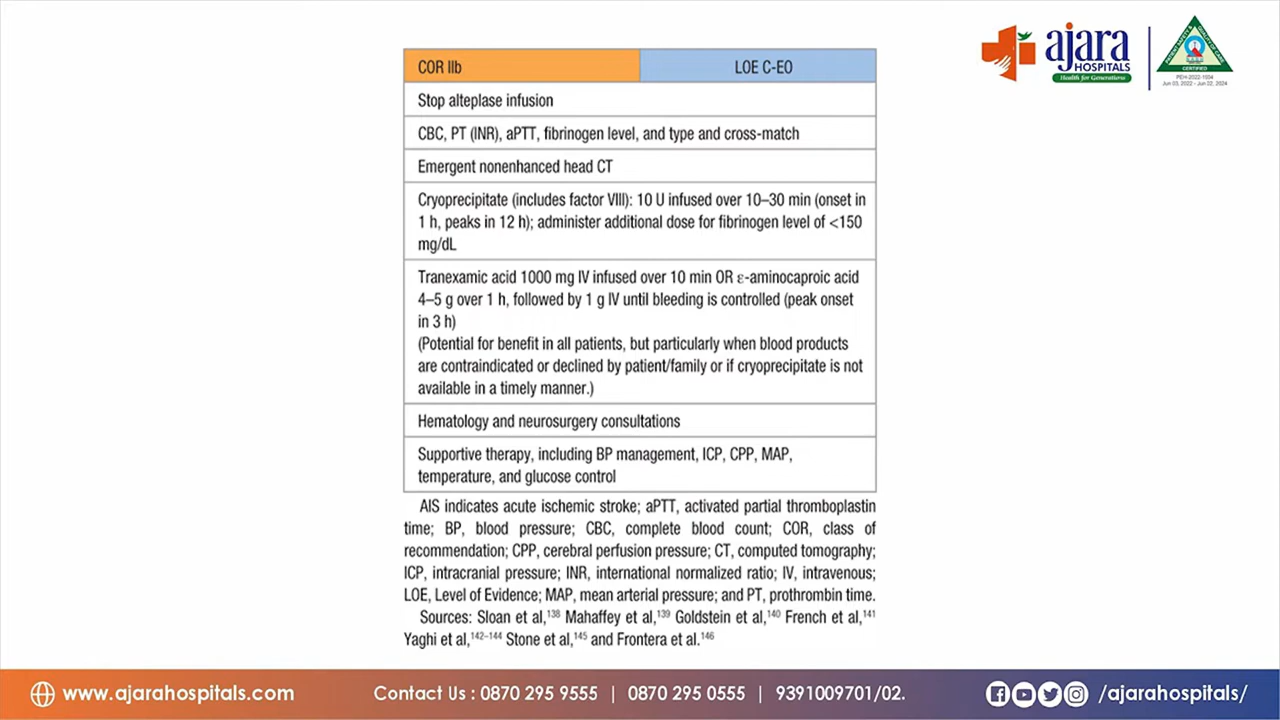 ajara
HOSPITALS
Health for Generations
CERTIFIED
PEH-2022-1004
Jun 03, 2022 - Jun 02, 2024
COR IIb
LOE C-EO
Stop alteplase infusion
CBC, PT (INR), aPTT, fibrinogen level, and type and cross-match
Emergent nonenhanced head CT
Cryoprecipitate (includes factor VIII): 10 U infused over 10–30 min (onset in
1 h, peaks in 12 h); administer additional dose for fibrinogen level of <150
mg/dL
Tranexamic acid 1000 mg IV infused over 10 min OR ε-aminocaproic acid
4–5 g over 1 h, followed by 1 g IV until bleeding is controlled (peak onset
in 3 h)
(Potential for benefit in all patients, but particularly when blood products
are contraindicated or declined by patient/family or if cryoprecipitate is not
available in a timely manner.)
Hematology and neurosurgery consultations
Supportive therapy, including BP management, ICP, CPP, MAP,
temperature, and glucose control
AIS indicates acute ischemic stroke; aPTT, activated partial thromboplastin
time; BP, blood pressure; CBC, complete blood count; COR, class of
recommendation; CPP, cerebral perfusion pressure; CT, computed tomography;
ICP, intracranial pressure; INR, international normalized ratio; IV, intravenous;
LOE, Level of Evidence; MAP, mean arterial pressure; and PT, prothrombin time.
Sources: Sloan et al,138 Mahaffey et al,139 Goldstein et al,140 French et al,141
Yaghi et al,142–144 Stone et al,145 and Frontera et al.146
www.ajarahospitals.com
Contact Us : 0870 295 9555 | 0870 295 0555 | 9391009701/02.
/ajarahospitals/